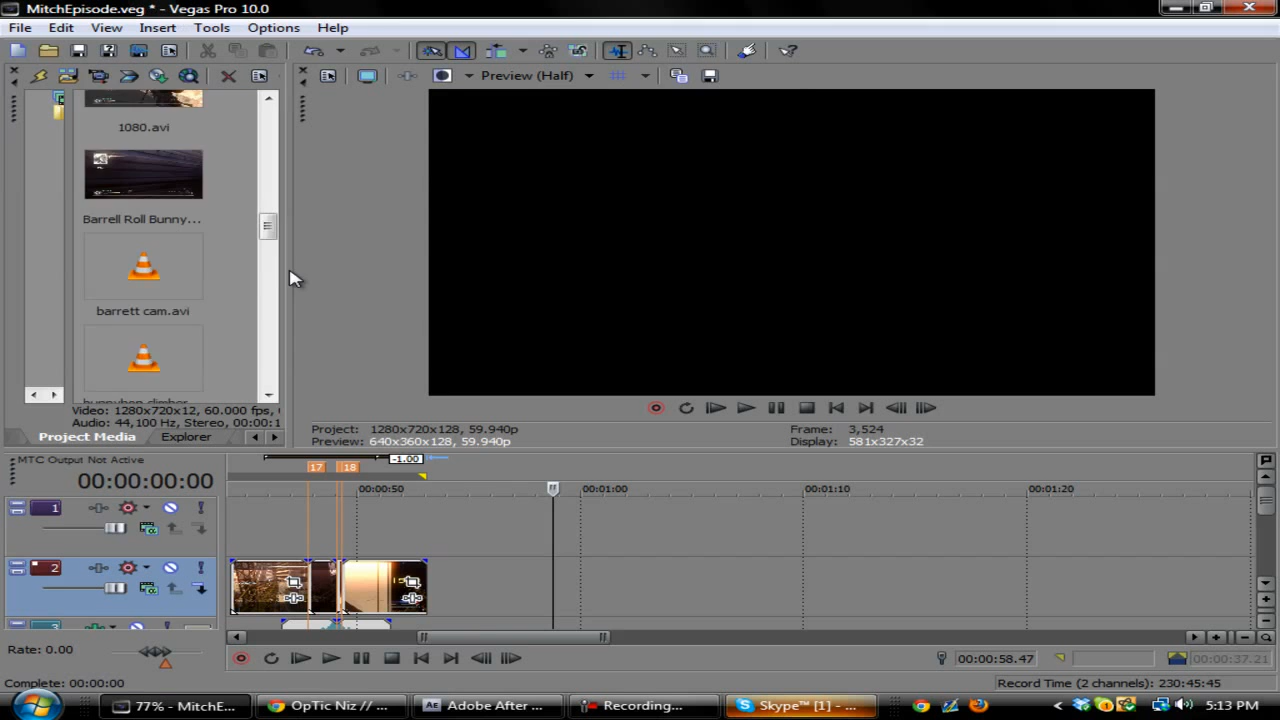 MitchEpisode.veg * - Vegas Pro 10.0
File Edit View Insert Tools Options Help
Preview (Half)
1080.avi
Barrell Roll Bunny...
barrett cam.avi
Video: 1280x720x12, 60.000 fps,
Audio: 44,100 Hz, Stereo, 00:00:1
Project Media Explorer
Project: 1280x720x128, 59.940p
Preview: 640x360x128, 59.940p
Frame: 3,524
Display: 581x327x32
MTC Output Not Active
-1.00
17 18
00:00:00:00
00:00:50 00:01:00 00:01:10 00:01:20
1
2
3
Rate: 0.00
00:00:58.47
00:00:37.21
Complete: 00:00:00
Record Time (2 channels): 230:45:45
77% - MitchE...
OpTic Niz // ...
AE Adobe After ...
Recording...
Skype™ [1] - ...
5:13 PM